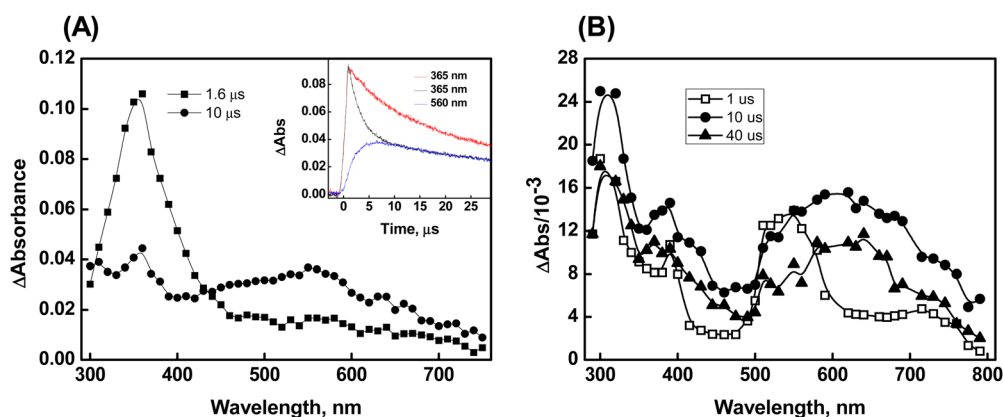 (A)
0.12
0.10
0.08
0.06
0.04
0.02
0.00
ΔAbsorbance
300
400
500
600
700
Wavelength, nm
1.6 μs
10 μs
0.08
0.06
0.04
0.02
0.00
ΔAbs
0
5
10
15
20
25
Time, μs
365 nm
365 nm
560 nm
(B)
28
24
20
16
12
8
4
0
ΔAbs/10-3
300
400
500
600
700
800
Wavelength, nm
1 us
10 us
40 us